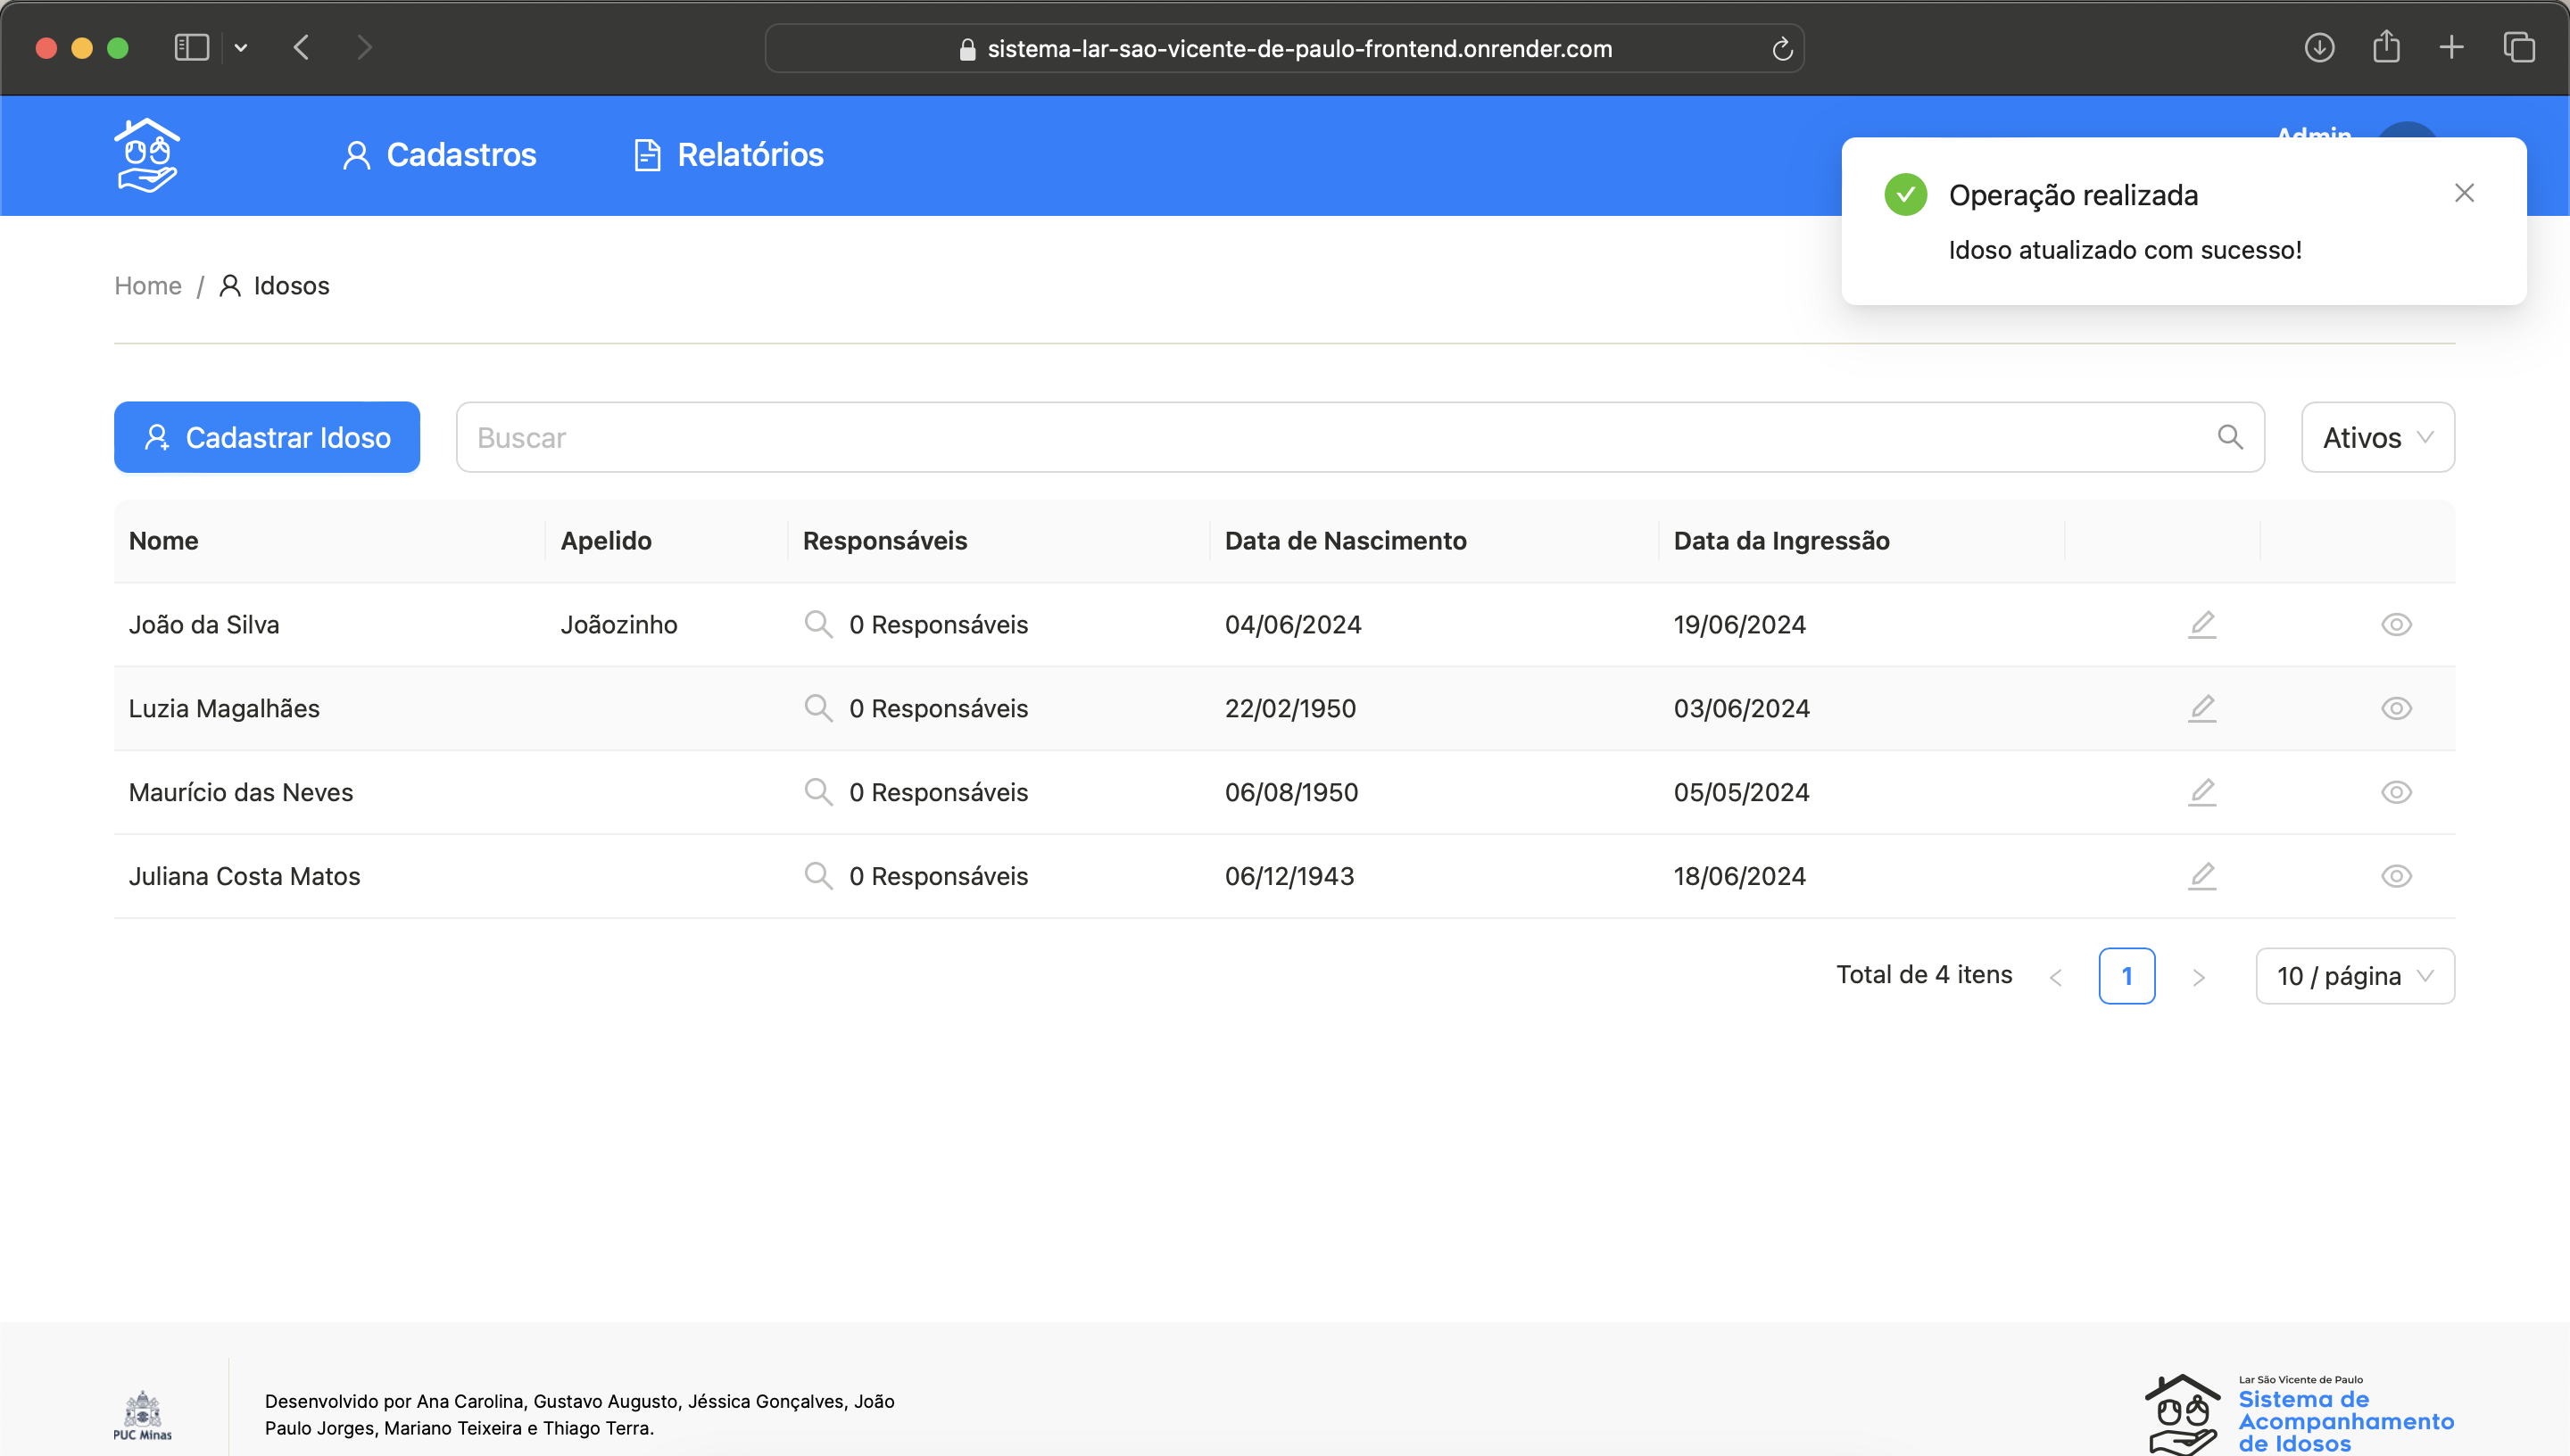 sistema-lar-sao-vicente-de-paulo-frontend.onrender.com
Cadastros
Relatórios
Admin
Operação realizada
Idoso atualizado com sucesso!
Home / Idosos
Cadastrar Idoso
Buscar
Ativos
Nome Apelido Responsáveis Data de Nascimento Data da Ingressão
João da Silva Joãozinho 0 Responsáveis 04/06/2024 19/06/2024
Luzia Magalhães 0 Responsáveis 22/02/1950 03/06/2024
Maurício das Neves 0 Responsáveis 06/08/1950 05/05/2024
Juliana Costa Matos 0 Responsáveis 06/12/1943 18/06/2024
Total de 4 itens
1
10 / página
PUC Minas
Desenvolvido por Ana Carolina, Gustavo Augusto, Jéssica Gonçalves, João
Paulo Jorges, Mariano Teixeira e Thiago Terra.
Lar São Vicente de Paulo
Sistema de
Acompanhamento
de Idosos